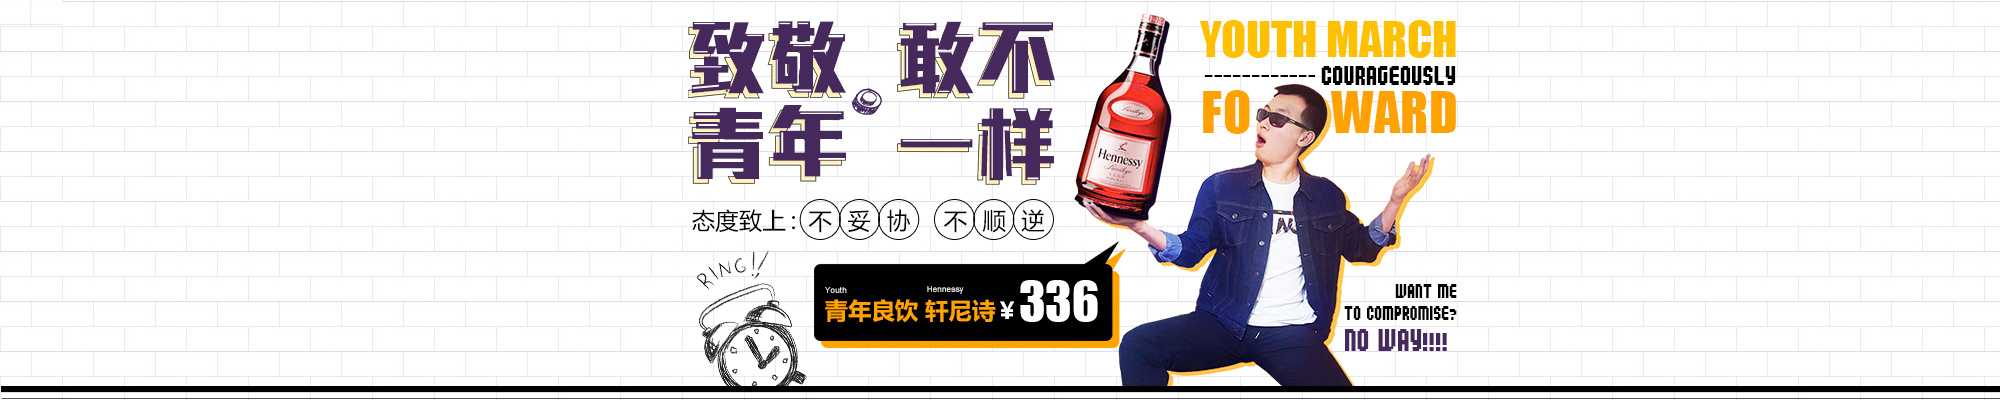 致敬 敢不
青年 一样
态度致上：不妥协 不顺逆
RING!!
Youth Hennessy
青年良饮 轩尼诗 ¥336
Hennessy
Privilège
YOUTH MARCH
COURAGEOUSLY
FO WARD
WANT ME
TO COMPROMISE?
NO WAY!!!!